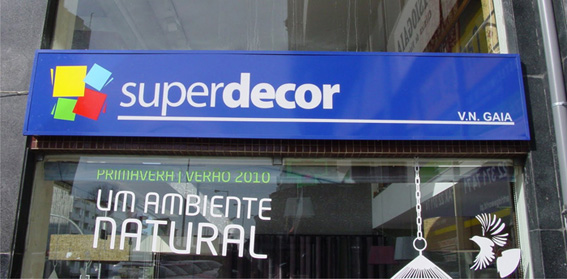 superdecor
V.N. GAIA
PRIMAVERA | VERÃO 2010
UM AMBIENTE
NATURAL